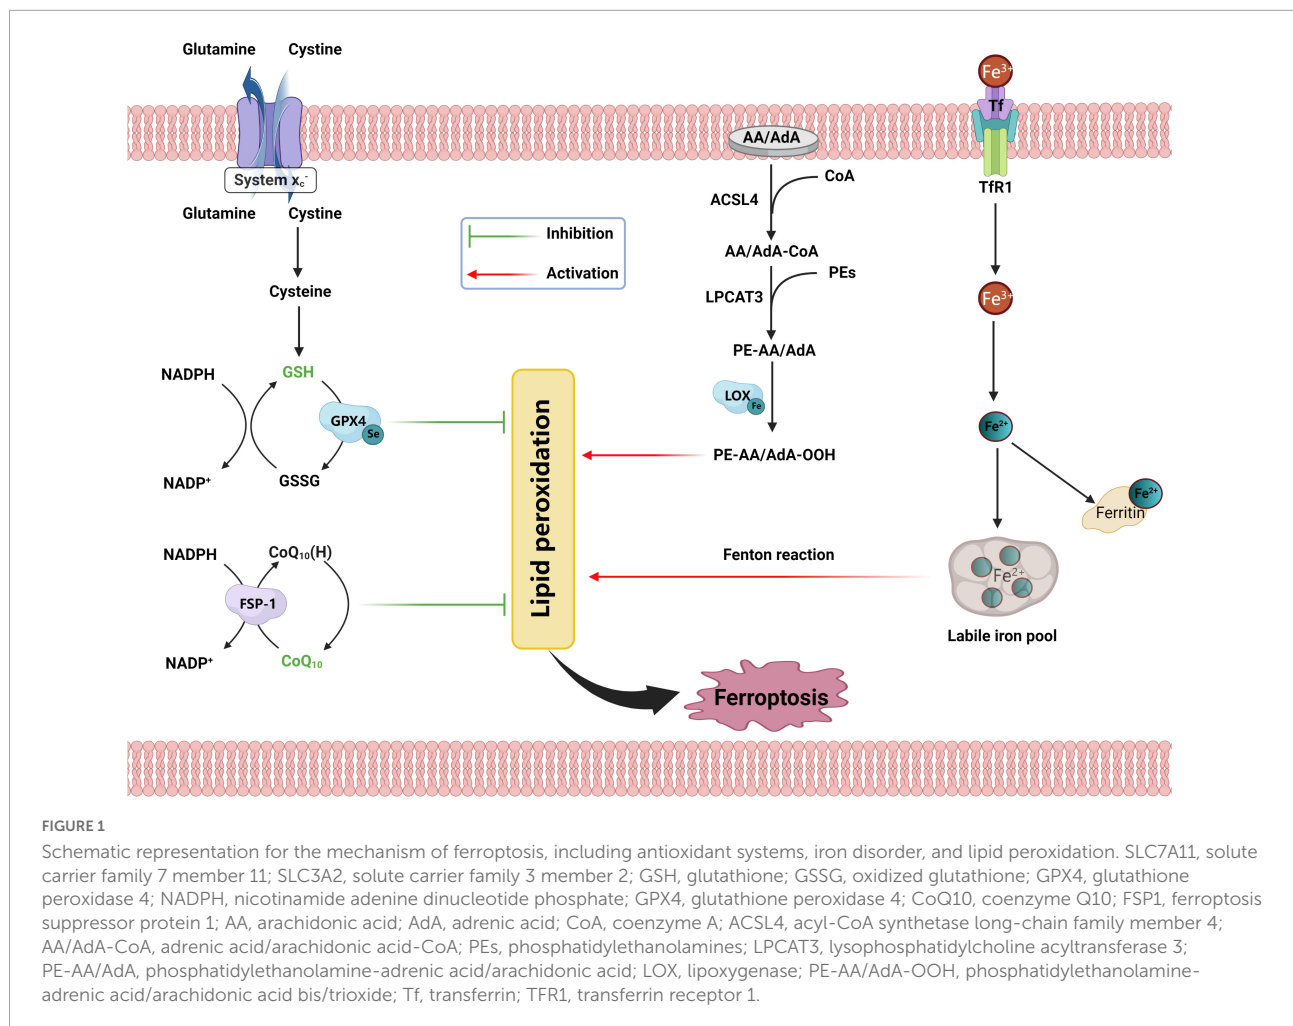 Glutamine Cystine
Fe3+
Tf
AA/AdA
System xc-
TfR1
CoA
ACSL4
Glutamine Cystine
Inhibition
Activation
AA/AdA-CoA
PEs
LPCAT3
Cysteine
Fe3+
PE-AA/AdA
NADPH
GSH
LOX
Fe
GPX4
Se
Fe2+
PE-AA/AdA-OOH
NADP+
GSSG
Fe2+
Ferritin
Lipid peroxidation
NADPH
CoQ10(H)
Fenton reaction
Fe2+
FSP-1
Labile iron pool
NADP+
CoQ10
Ferroptosis
FIGURE 1
Schematic representation for the mechanism of ferroptosis, including antioxidant systems, iron disorder, and lipid peroxidation. SLC7A11, solute
carrier family 7 member 11; SLC3A2, solute carrier family 3 member 2; GSH, glutathione; GSSG, oxidized glutathione; GPX4, glutathione
peroxidase 4; NADPH, nicotinamide adenine dinucleotide phosphate; GPX4, glutathione peroxidase 4; CoQ10, coenzyme Q10; FSP1, ferroptosis
suppressor protein 1; AA, arachidonic acid; AdA, adrenic acid; CoA, coenzyme A; ACSL4, acyl-CoA synthetase long-chain family member 4;
AA/AdA-CoA, adrenic acid/arachidonic acid-CoA; PEs, phosphatidylethanolamines; LPCAT3, lysophosphatidylcholine acyltransferase 3;
PE-AA/AdA, phosphatidylethanolamine-adrenic acid/arachidonic acid; LOX, lipoxygenase; PE-AA/AdA-OOH, phosphatidylethanolamine-
adrenic acid/arachidonic acid bis/trioxide; Tf, transferrin; TFR1, transferrin receptor 1.